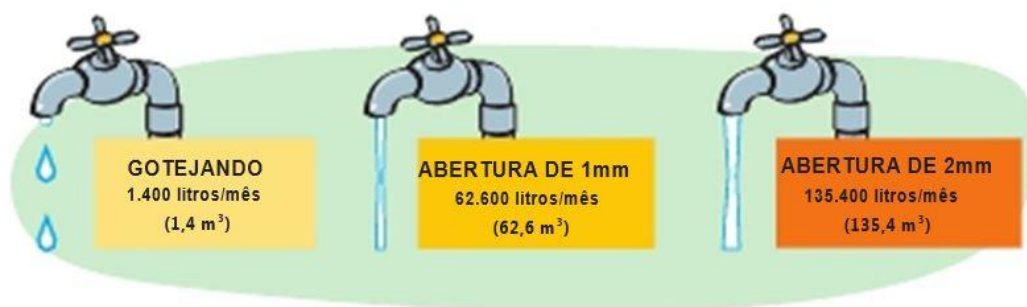 GOTEJANDO
1.400 litros/mês
(1,4 m³)
ABERTURA DE 1mm
62.600 litros/mês
(62,6 m³)
ABERTURA DE 2mm
135.400 litros/mês
(135,4 m³)